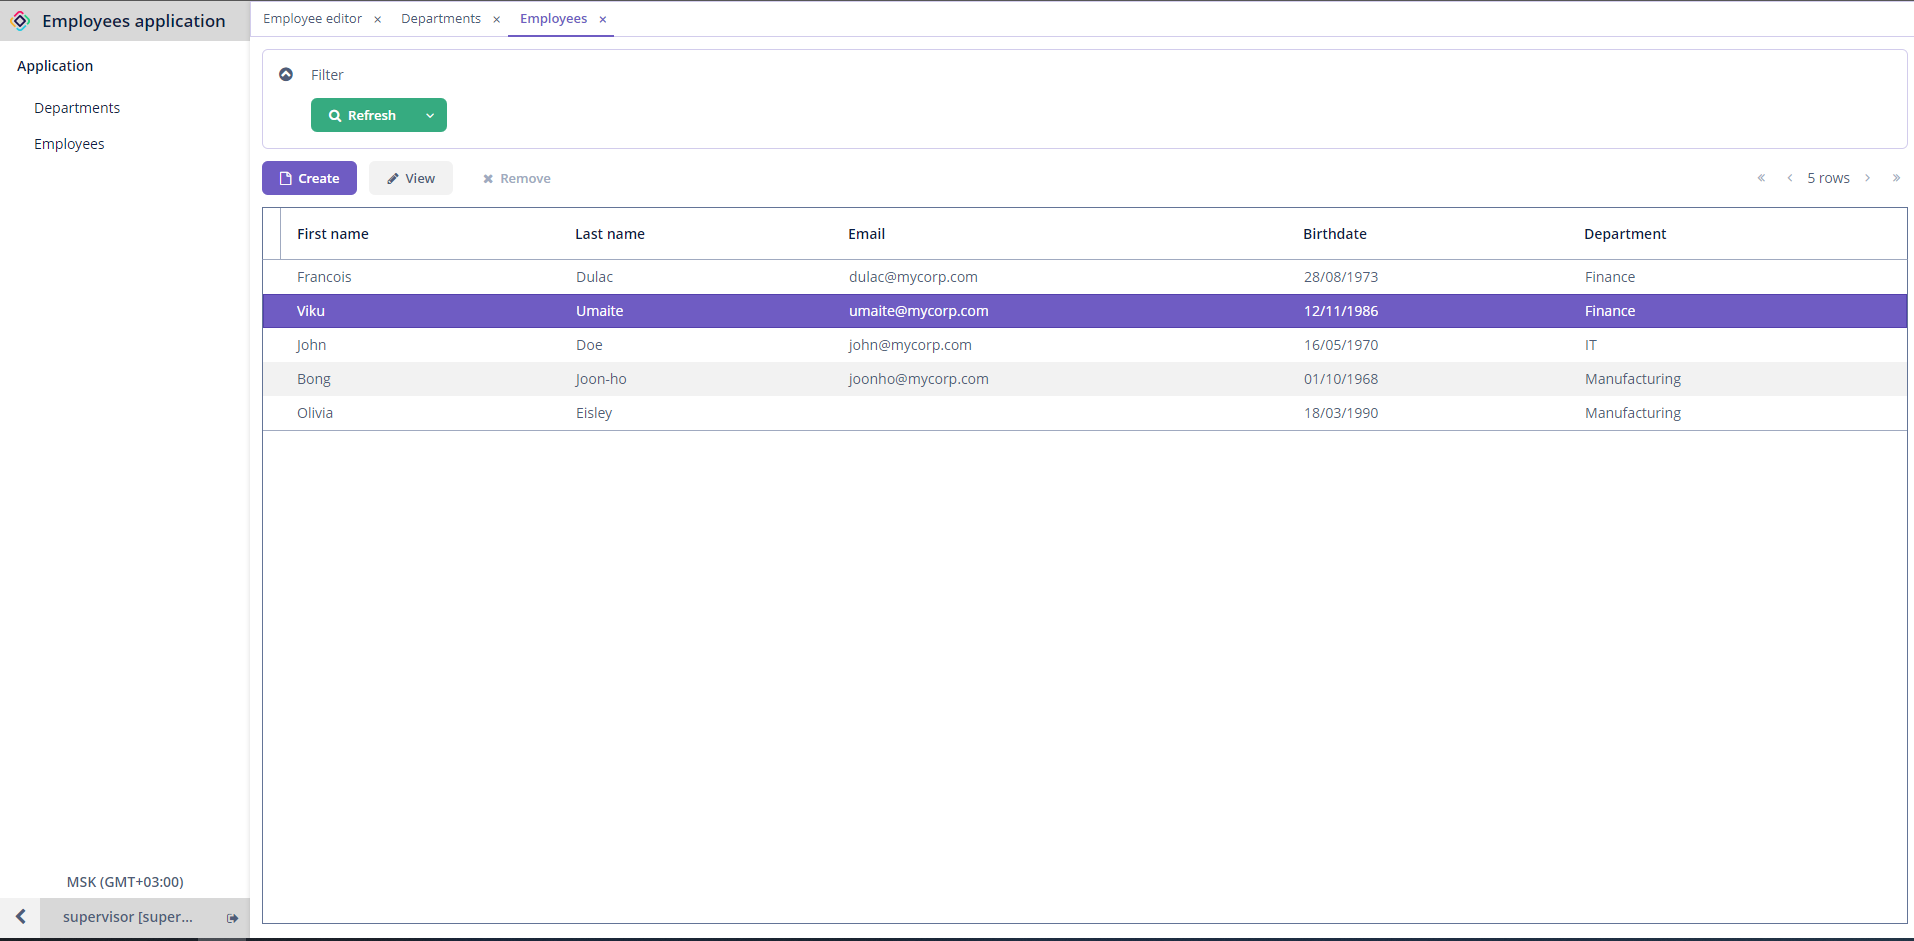 Employees application
Employee editor × Departments × Employees ×
Application
Departments
Employees
Filter
Refresh
Create View Remove
5 rows
First name Last name Email Birthdate Department
Francois Dulac dulac@mycorp.com 28/08/1973 Finance
Viku Umaite umaite@mycorp.com 12/11/1986 Finance
John Doe john@mycorp.com 16/05/1970 IT
Bong Joon-ho joonho@mycorp.com 01/10/1968 Manufacturing
Olivia Eisley 18/03/1990 Manufacturing
MSK (GMT+03:00)
supervisor [super...